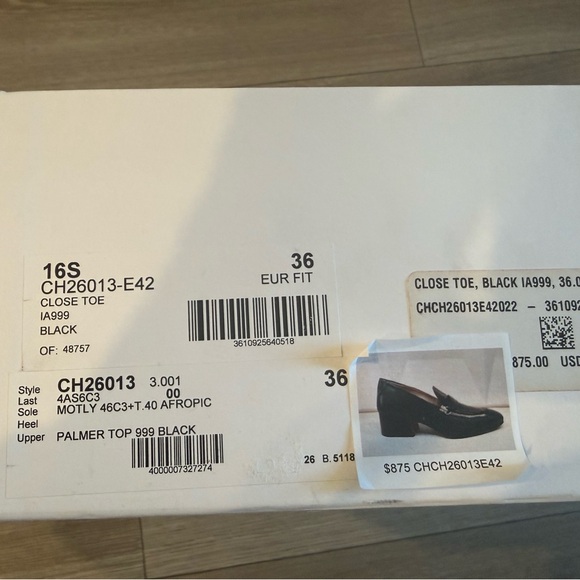 16S
36
CH26013-E42
EUR FIT
CLOSE TOE
IA999
BLACK
3610925640518
OF: 48757
CLOSE TOE, BLACK IA999, 36.0
CHCH26013E42022 - 361092
875.00 USD
Style CH26013 3.001 36
Last 4AS6C3 00
Sole MOTLY 46C3+T.40 AFROPIC
Heel
Upper PALMER TOP 999 BLACK
4000007327274
26 B.5118
$875 CHCH26013E42